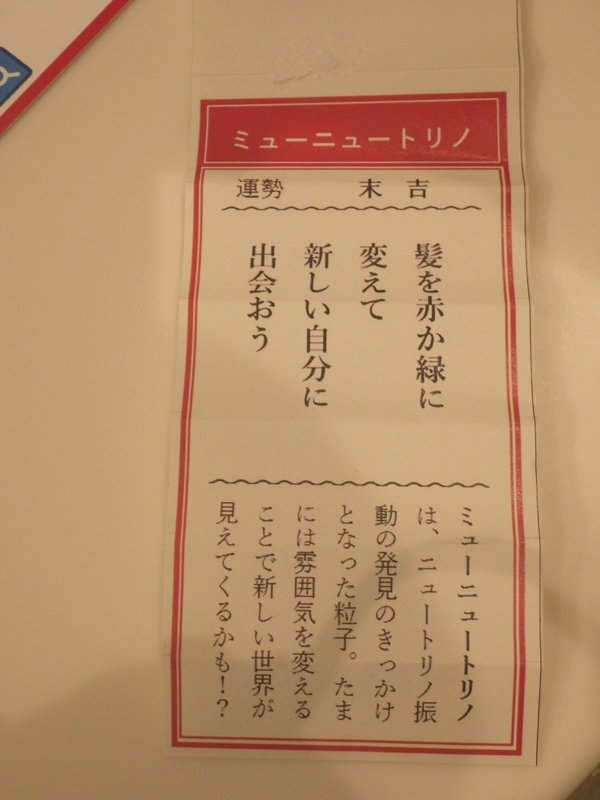 ミューニュートリノ
運勢 末吉
髪を赤か緑に
変えて
新しい自分に
出会おう
ミューニュートリノ
は、ニュートリノ振
動の発見のきっかけ
となった粒子。たま
には雰囲気を変える
ことで新しい世界が
見えてくるかも!?